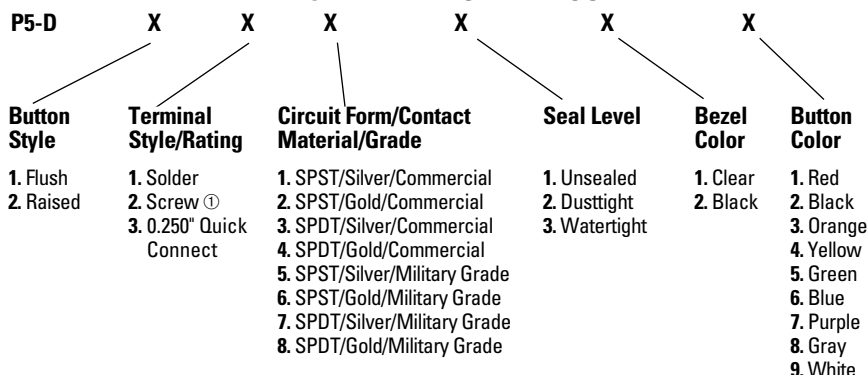 P5-D X X X X X X
Button Style
Terminal Style/Rating
Circuit Form/Contact Material/Grade
Seal Level
Bezel Color
Button Color
1. Flush
2. Raised
1. Solder
2. Screw ①
3. 0.250" Quick Connect
1. SPST/Silver/Commercial
2. SPST/Gold/Commercial
3. SPDT/Silver/Commercial
4. SPDT/Gold/Commercial
5. SPST/Silver/Military Grade
6. SPST/Gold/Military Grade
7. SPDT/Silver/Military Grade
8. SPDT/Gold/Military Grade
1. Unsealed
2. Dusttight
3. Watertight
1. Clear
2. Black
1. Red
2. Black
3. Orange
4. Yellow
5. Green
6. Blue
7. Purple
8. Gray
9. White